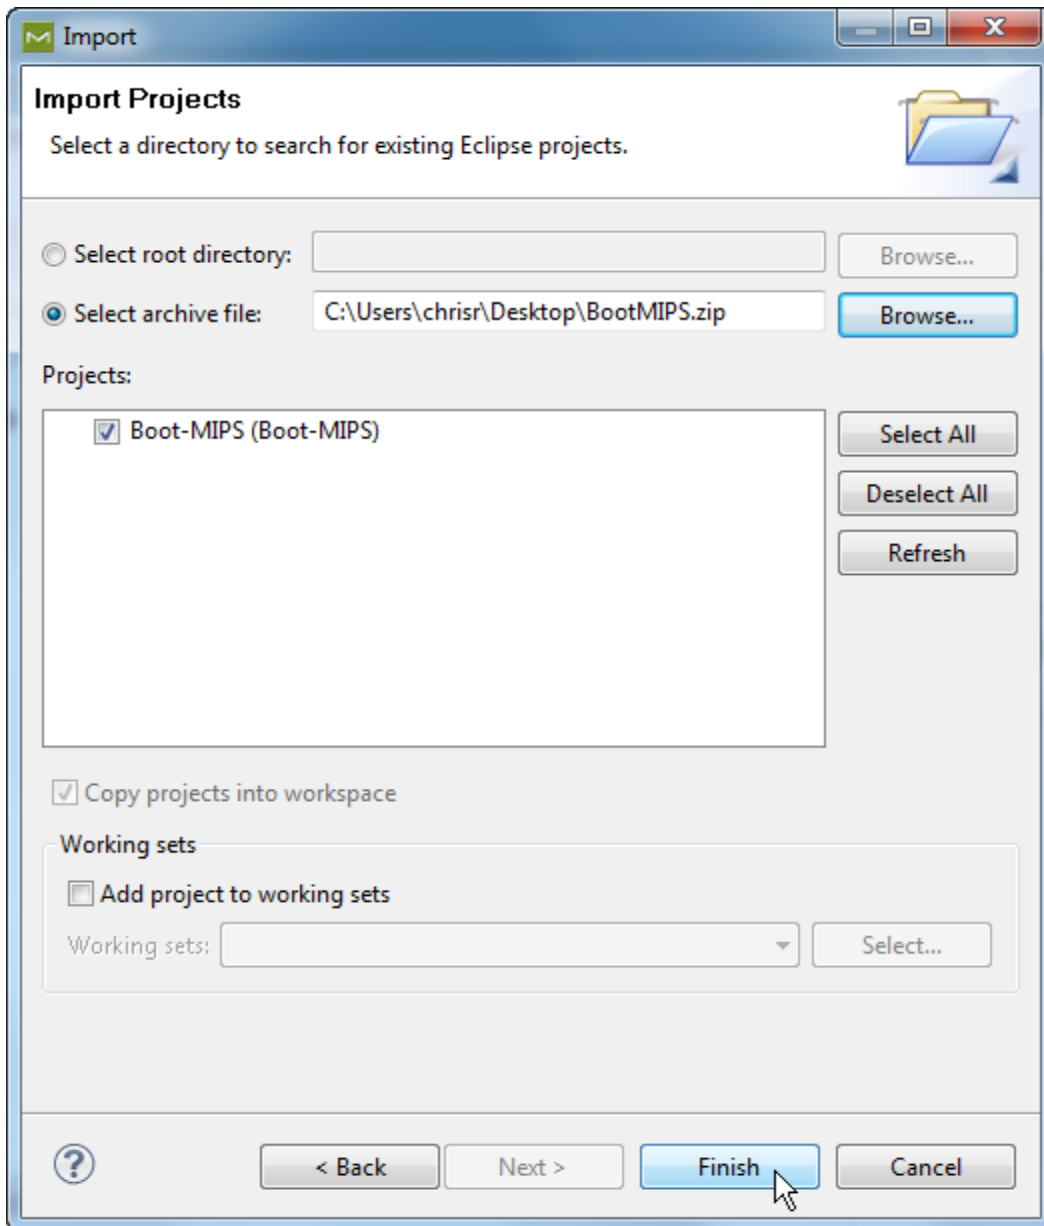 Import
Import Projects
Select a directory to search for existing Eclipse projects.
Select root directory:
Browse...
Select archive file:
C:\Users\chrisr\Desktop\BootMIPS.zip
Browse...
Projects:
Boot-MIPS (Boot-MIPS)
Select All
Deselect All
Refresh
Copy projects into workspace
Working sets
Add project to working sets
Working sets:
Select...
?
< Back
Next >
Finish
Cancel